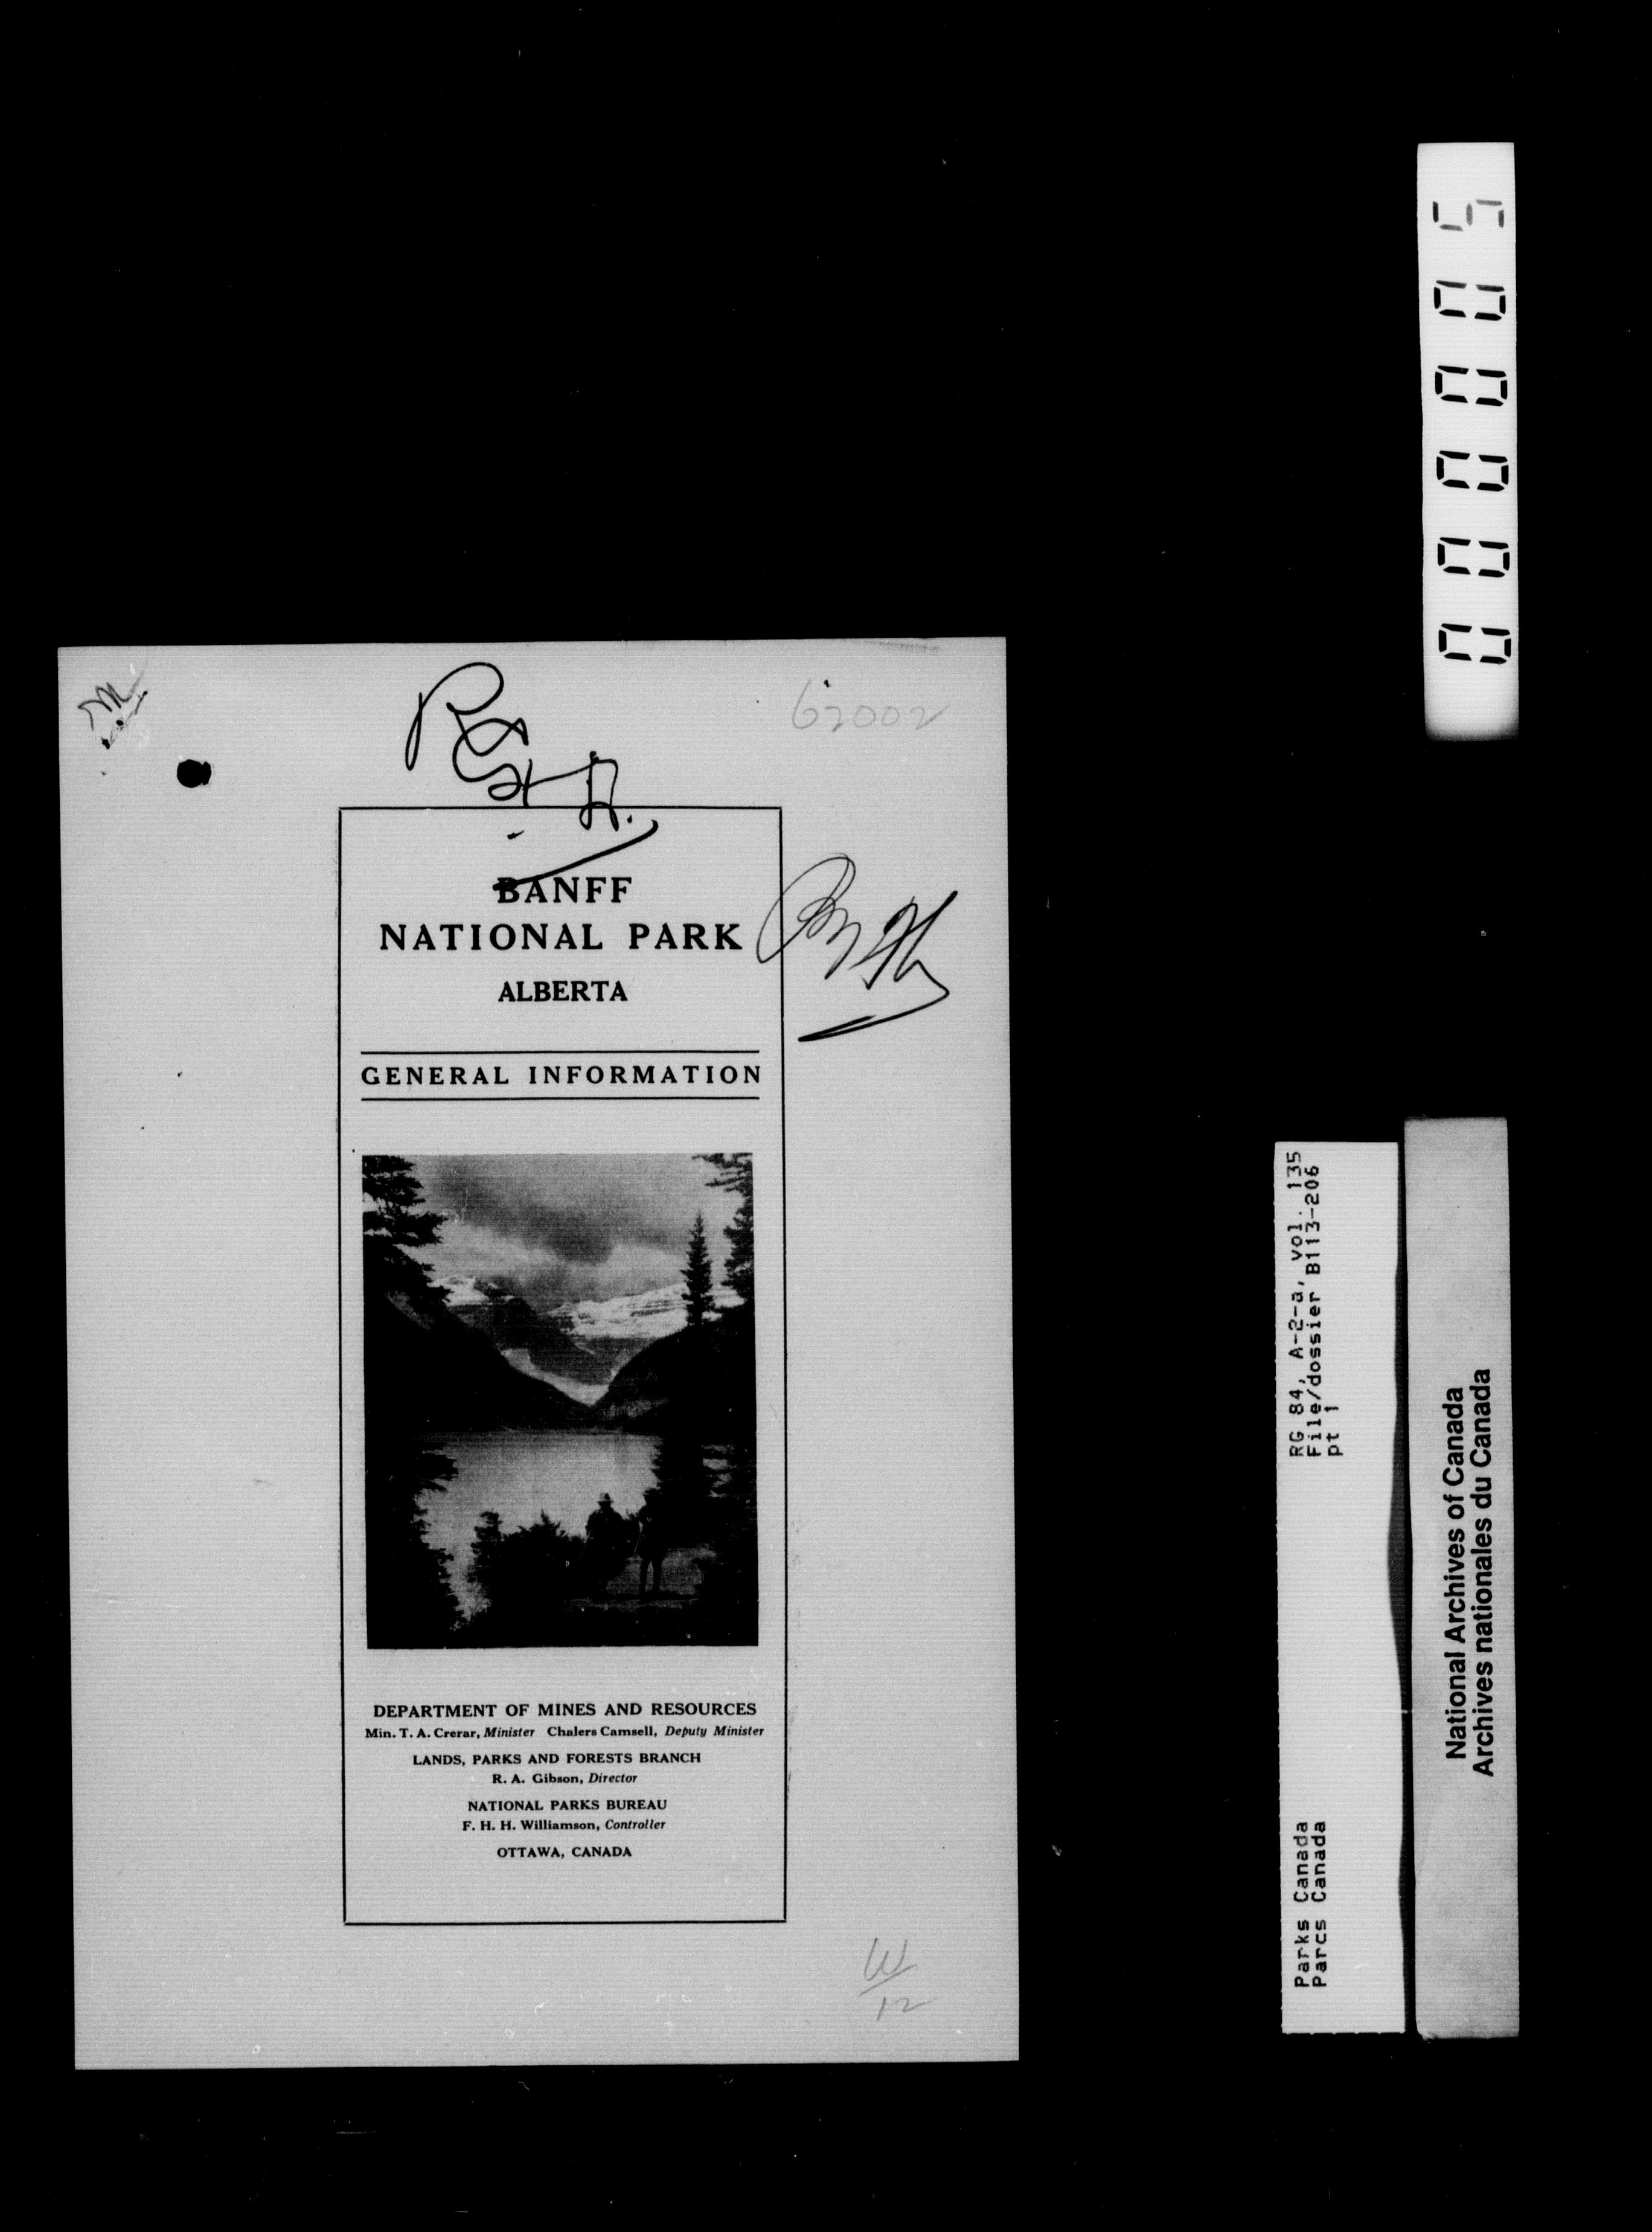 62002
BANFF
NATIONAL PARK
ALBERTA
GENERAL INFORMATION
DEPARTMENT OF MINES AND RESOURCES
Min. T. A. Crerar, Minister Chalers Camsell, Deputy Minister
LANDS, PARKS AND FORESTS BRANCH
R. A. Gibson, Director
NATIONAL PARKS BUREAU
F. H. H. Williamson, Controller
OTTAWA, CANADA
W
12
000005
RG 84, A-2-a, vol. 135
File/dossier B113-206
pt 1
Parks Canada
Parcs Canada
National Archives of Canada
Archives nationales du Canada